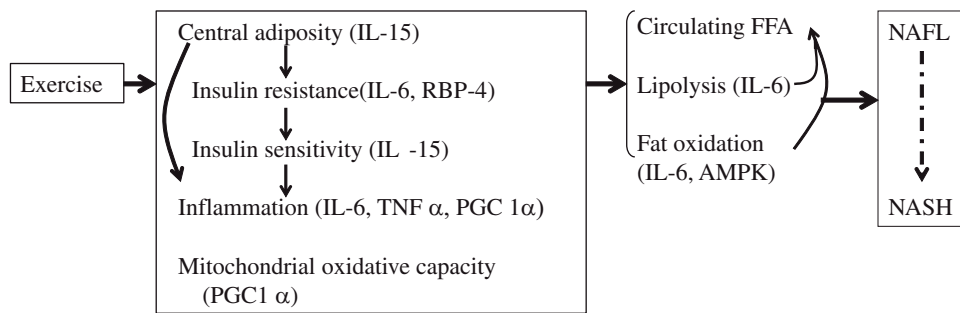 Exercise
Central adiposity (IL-15)
Insulin resistance(IL-6, RBP-4)
Insulin sensitivity (IL -15)
Inflammation (IL-6, TNF α, PGC 1α)
Mitochondrial oxidative capacity
(PGC1 α)
Circulating FFA
Lipolysis (IL-6)
Fat oxidation
(IL-6, AMPK)
NAFL
NASH